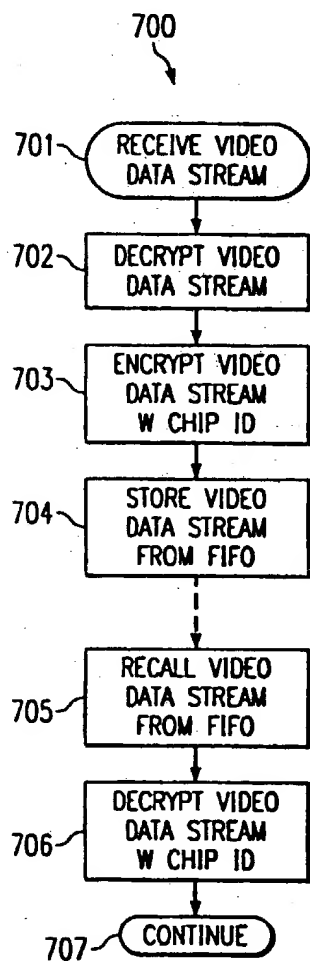 700
701
RECEIVE VIDEO
DATA STREAM
702
DECRYPT VIDEO
DATA STREAM
703
ENCRYPT VIDEO
DATA STREAM
W CHIP ID
704
STORE VIDEO
DATA STREAM
FROM FIFO
705
RECALL VIDEO
DATA STREAM
FROM FIFO
706
DECRYPT VIDEO
DATA STREAM
W CHIP ID
707
CONTINUE